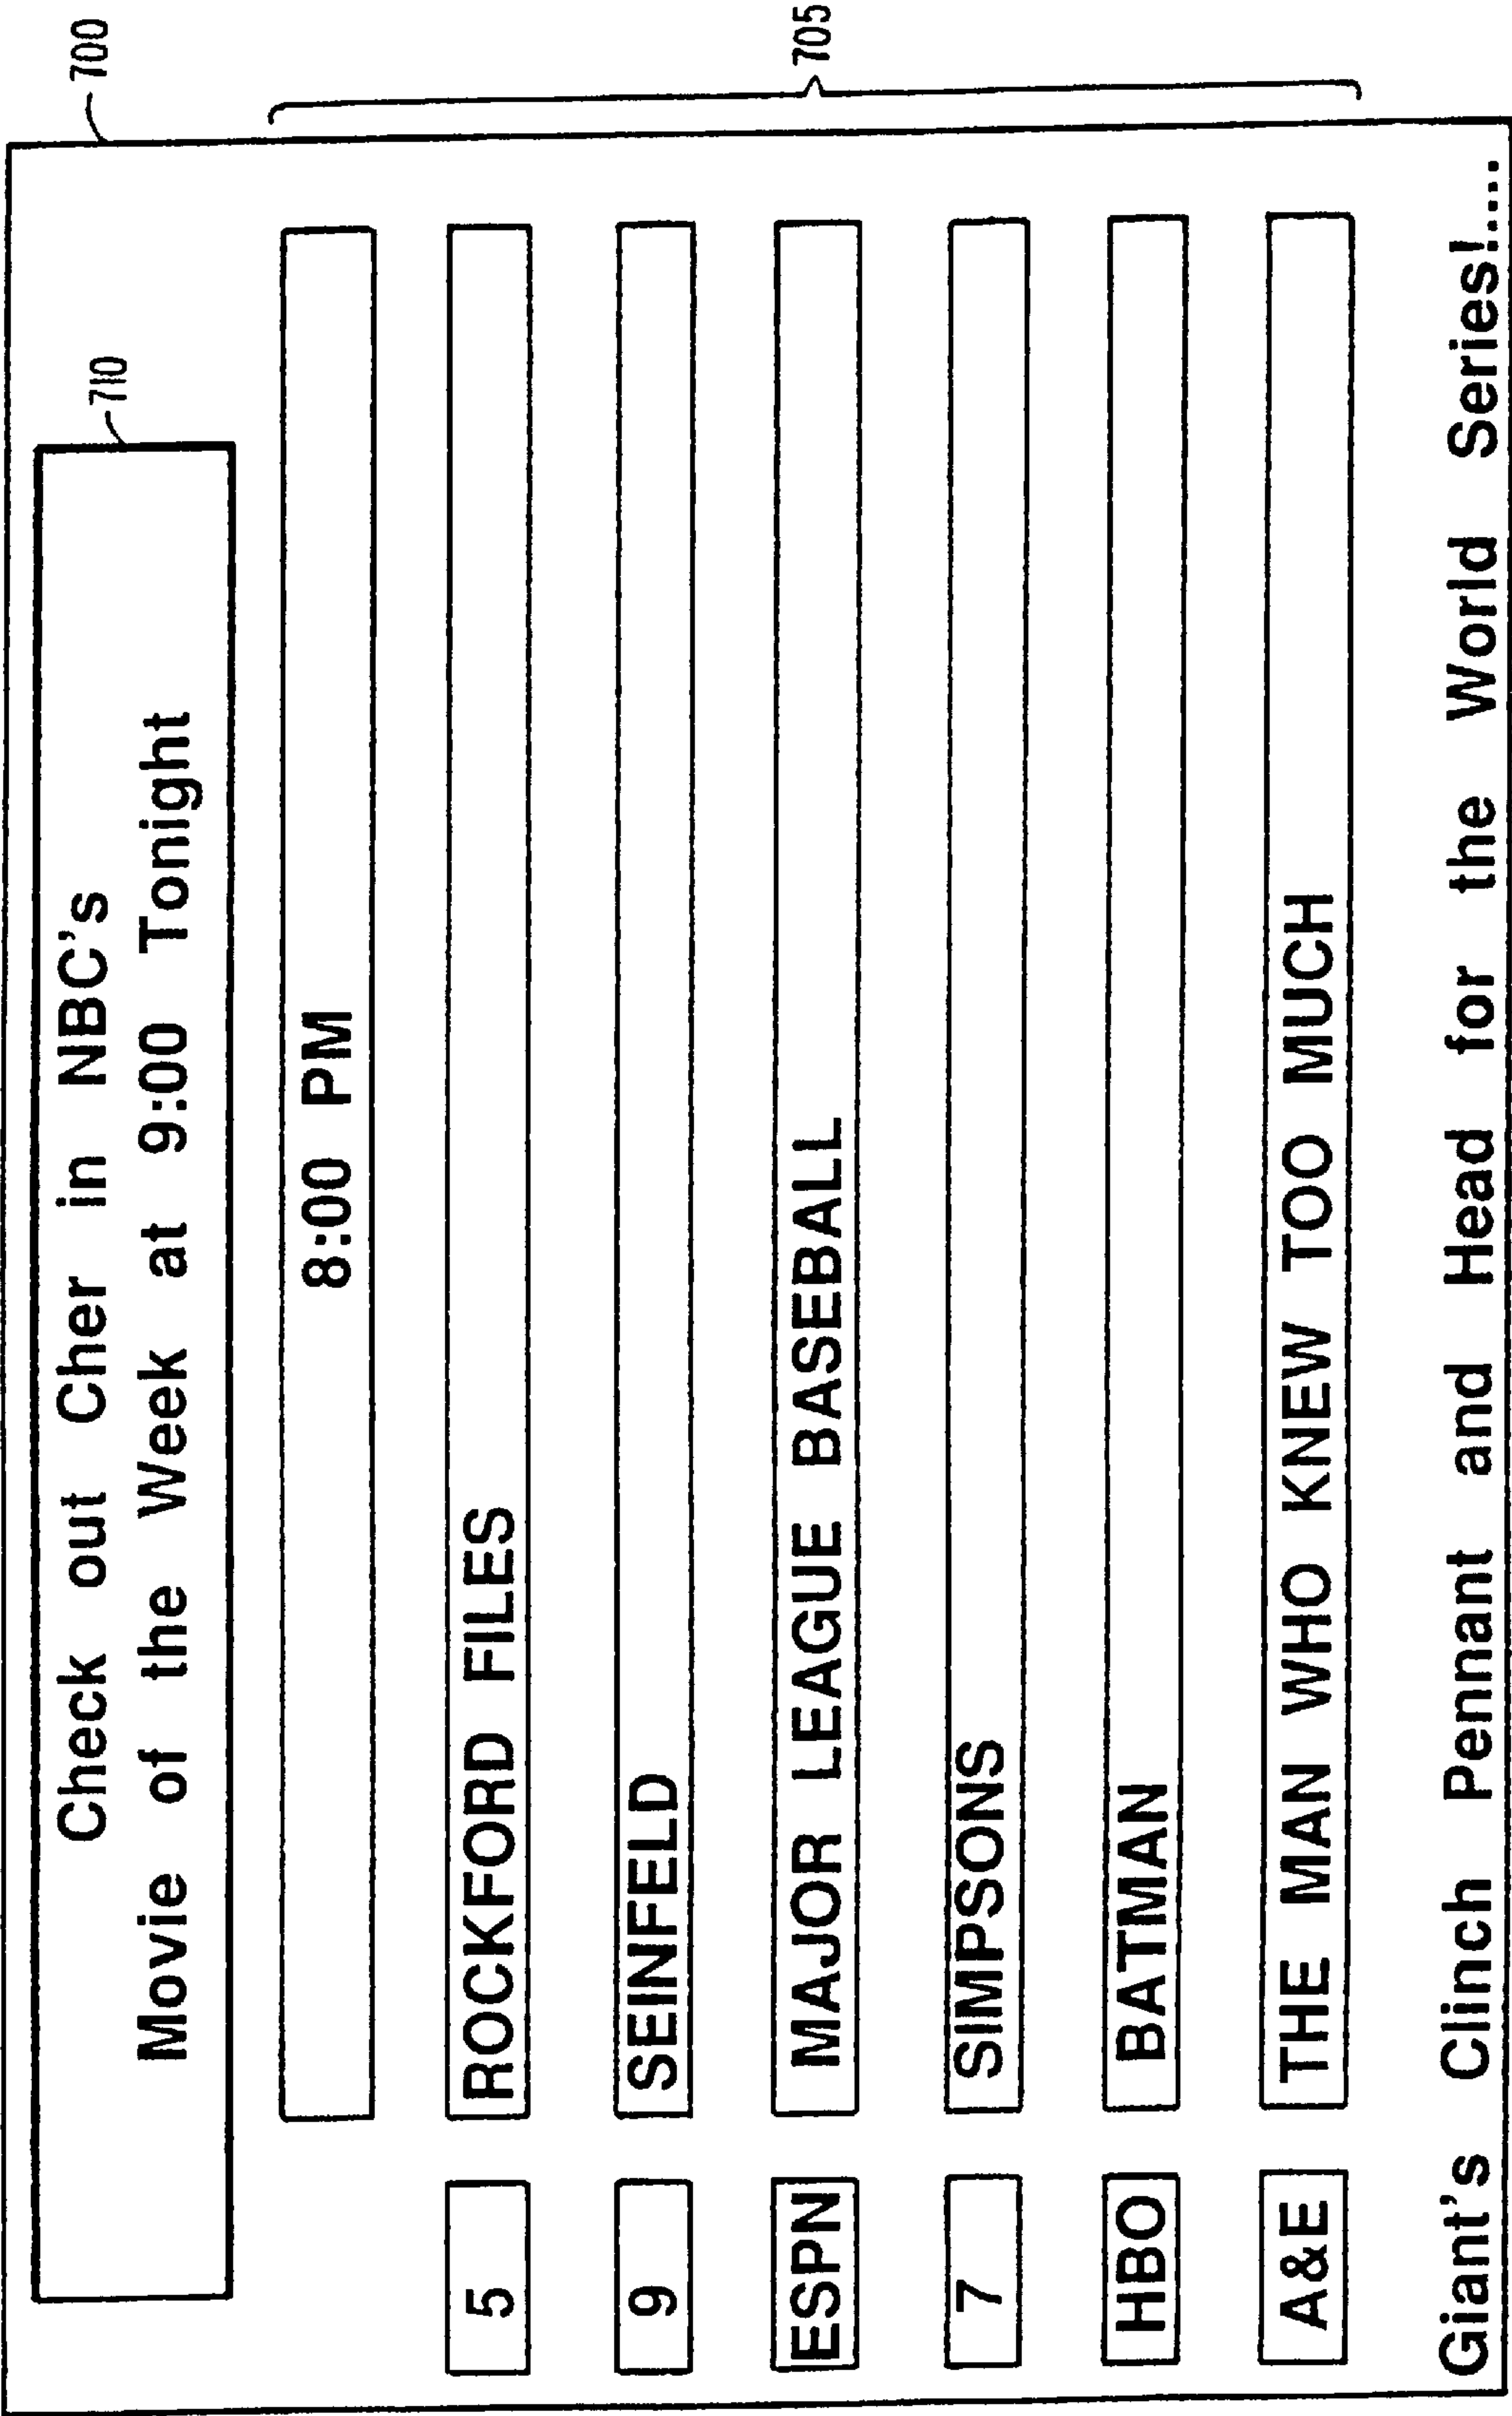 700
710
Check out Cher in NBC's
Movie of the Week at 9:00 Tonight
8:00 PM
5 ROCKFORD FILES
9 SEINFELD
ESPN MAJOR LEAGUE BASEBALL
705
7 SIMPSONS
HBO BATMAN
A&E THE MAN WHO KNEW TOO MUCH
Giant's Clinch Pennant and Head for the World Series!....